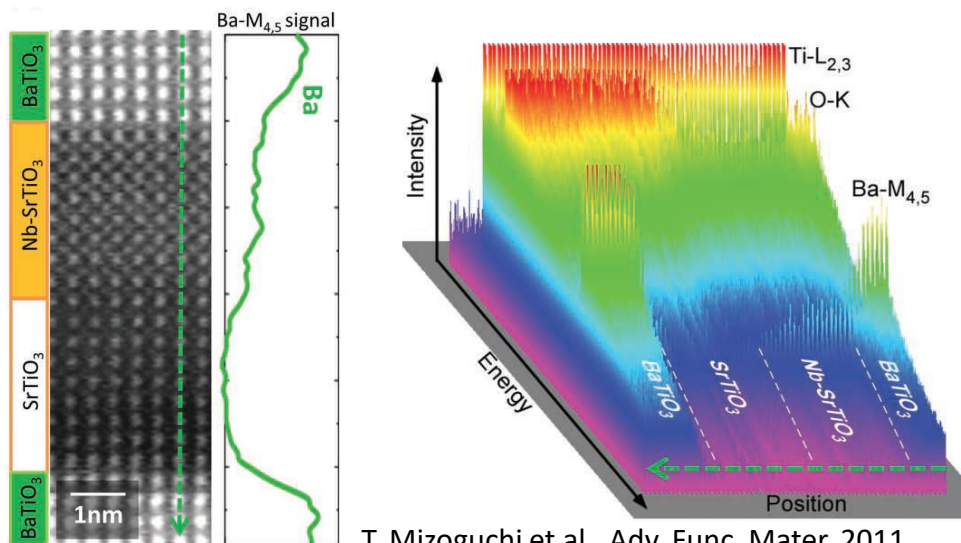 Ba-M4,5 signal
BaTiO3
Nb-SrTiO3
SrTiO3
BaTiO3
Ba
1nm
Intensity
Energy
Position
Ti-L2,3
O-K
Ba-M4,5
BaTiO3
SrTiO3
Nb-SrTiO3
BaTiO3
T. Mizoguchi et al., Adv. Func. Mater. 2011